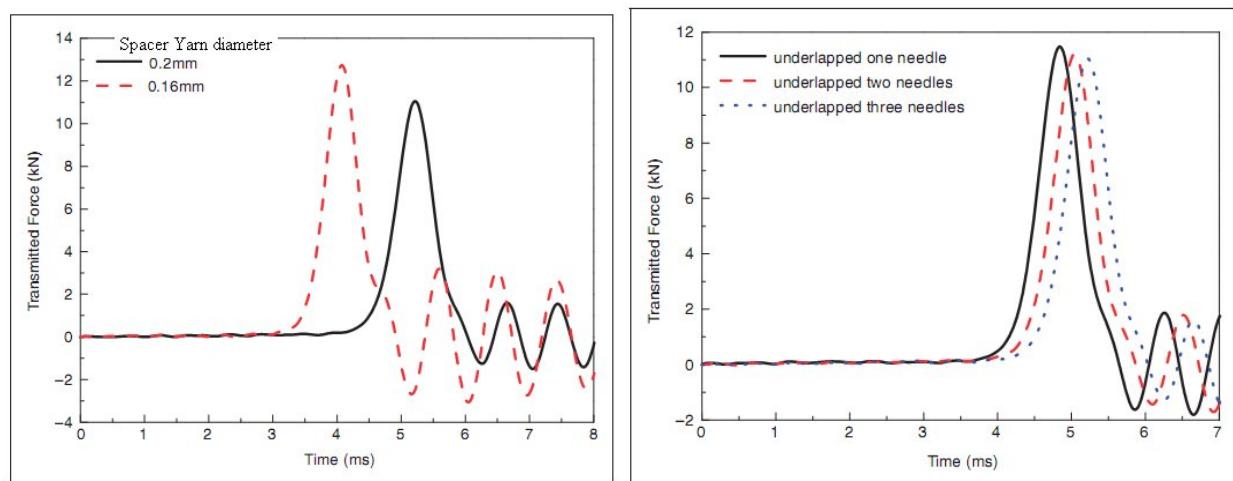 Spacer Yarn diameter
0.2mm
0.16mm
14
12
10
8
6
4
2
0
−2
−4
Transmitted Force (kN)
0 1 2 3 4 5 6 7 8
Time (ms)
underlapped one needle
underlapped two needles
underlapped three needles
12
10
8
6
4
2
0
−2
Transmitted Force (kN)
0 1 2 3 4 5 6 7
Time (ms)